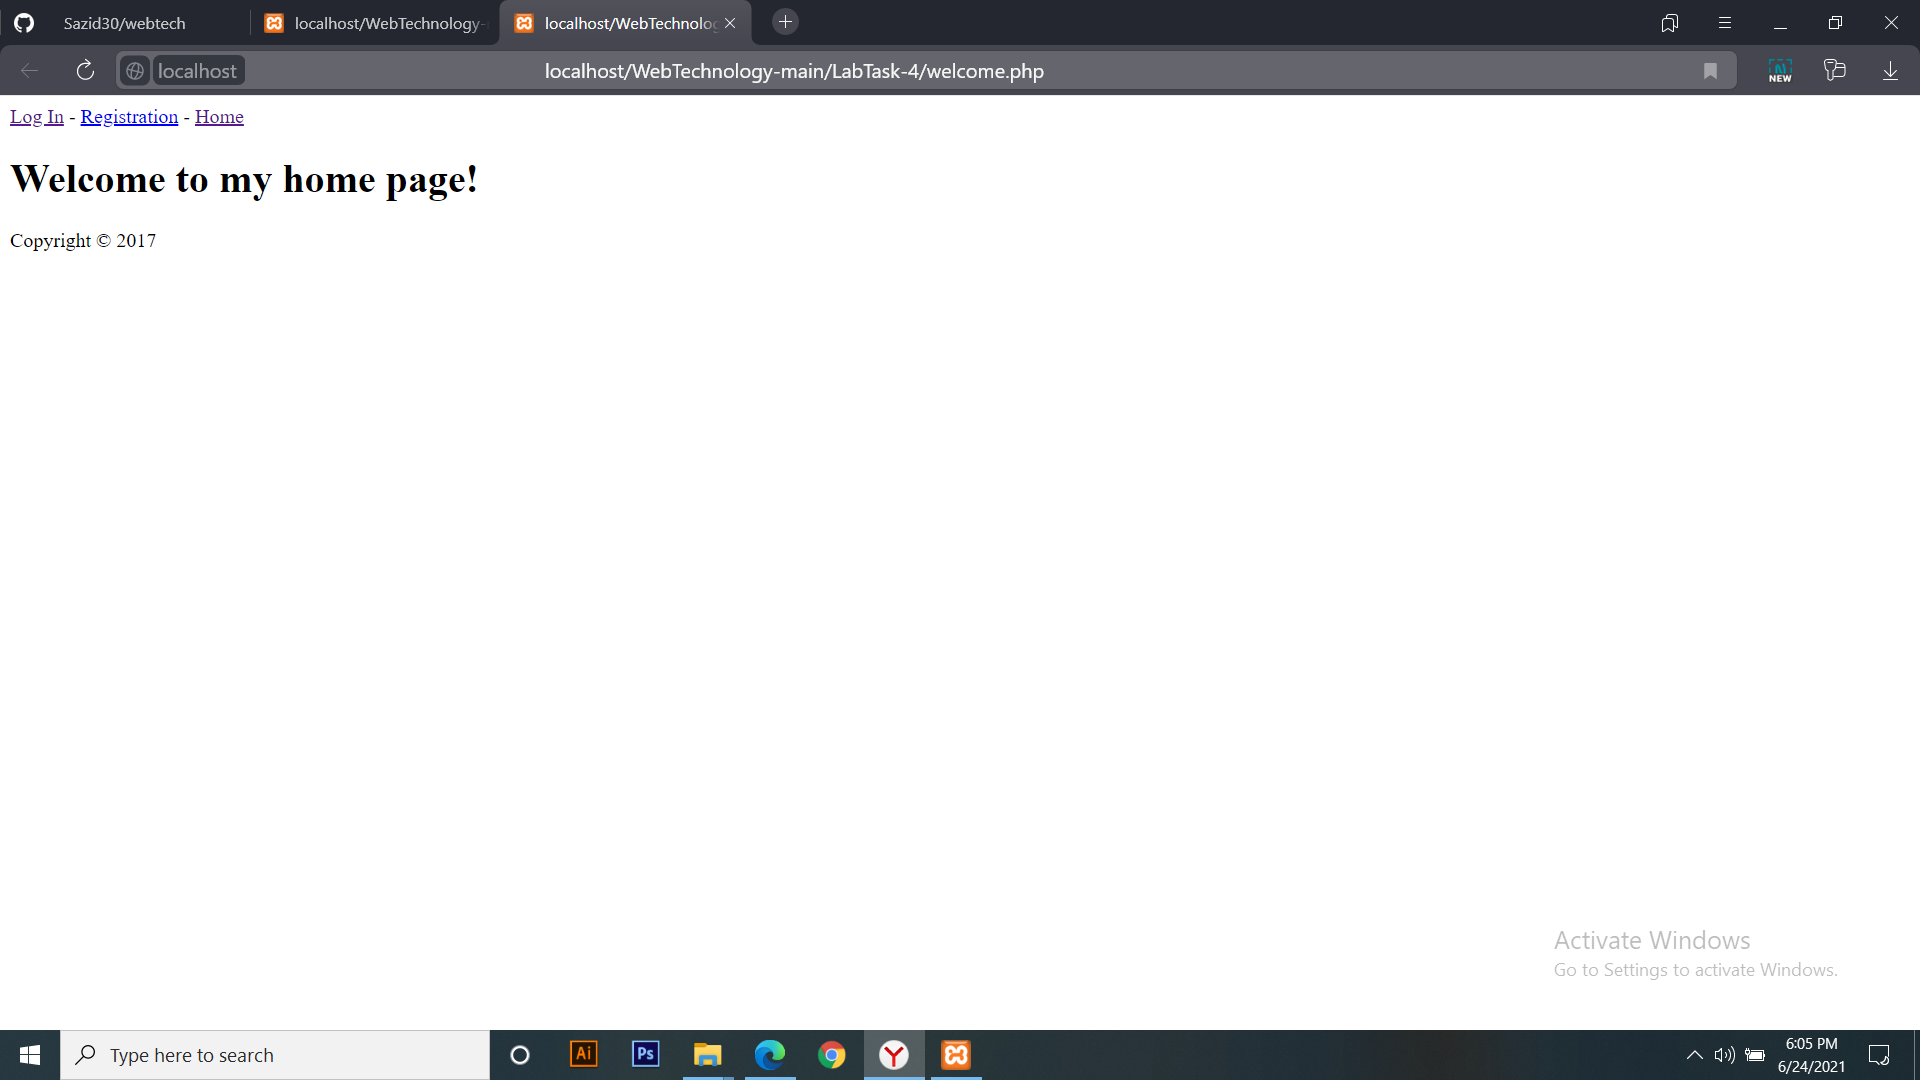 Sazid30/webtech
localhost/WebTechnology-
localhost/WebTechnolo
localhost
localhost/WebTechnology-main/LabTask-4/welcome.php
NEW
Log In - Registration - Home
Welcome to my home page!
Copyright © 2017
Activate Windows
Go to Settings to activate Windows.
Type here to search
Ai
Ps
6:05 PM
6/24/2021